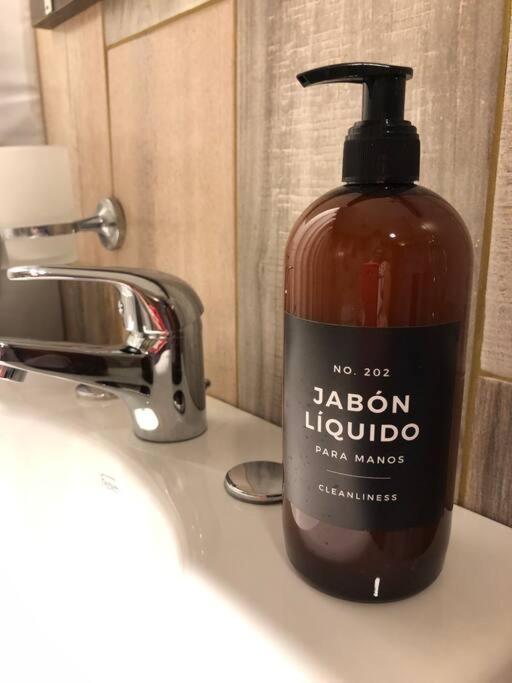 NO. 202
JABÓN
LÍQUIDO
PARA MANOS
CLEANLINESS